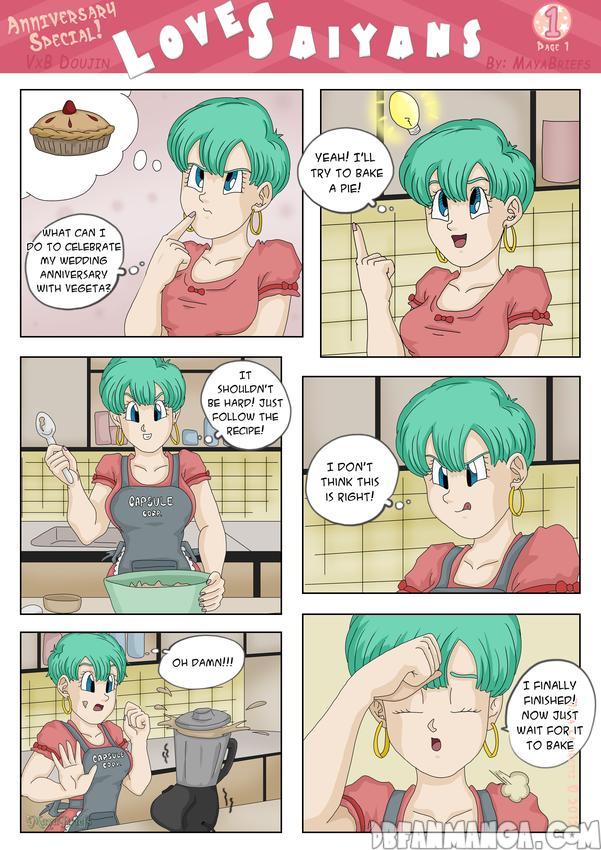 ANNIVERSARY
SPECIAL!
VXB DOUJIN
LOVE SAIYANS
1
PAGE 1
BY: MAYABRIEFS
WHAT CAN I
DO TO CELEBRATE
MY WEDDING
ANNIVERSARY
WITH VEGETA?
YEAH! I'LL
TRY TO BAKE
A PIE!
IT
SHOULDN'T
BE HARD! JUST
FOLLOW THE
RECIPE!
CAPSULE
CORP.
I DON'T
THINK THIS
IS RIGHT!
OH DAMN!!!
CAPSULE
CORP.
I FINALLY
FINISHED!
NOW JUST
WAIT FOR
IT TO BAKE
DBFANMANGA.COM